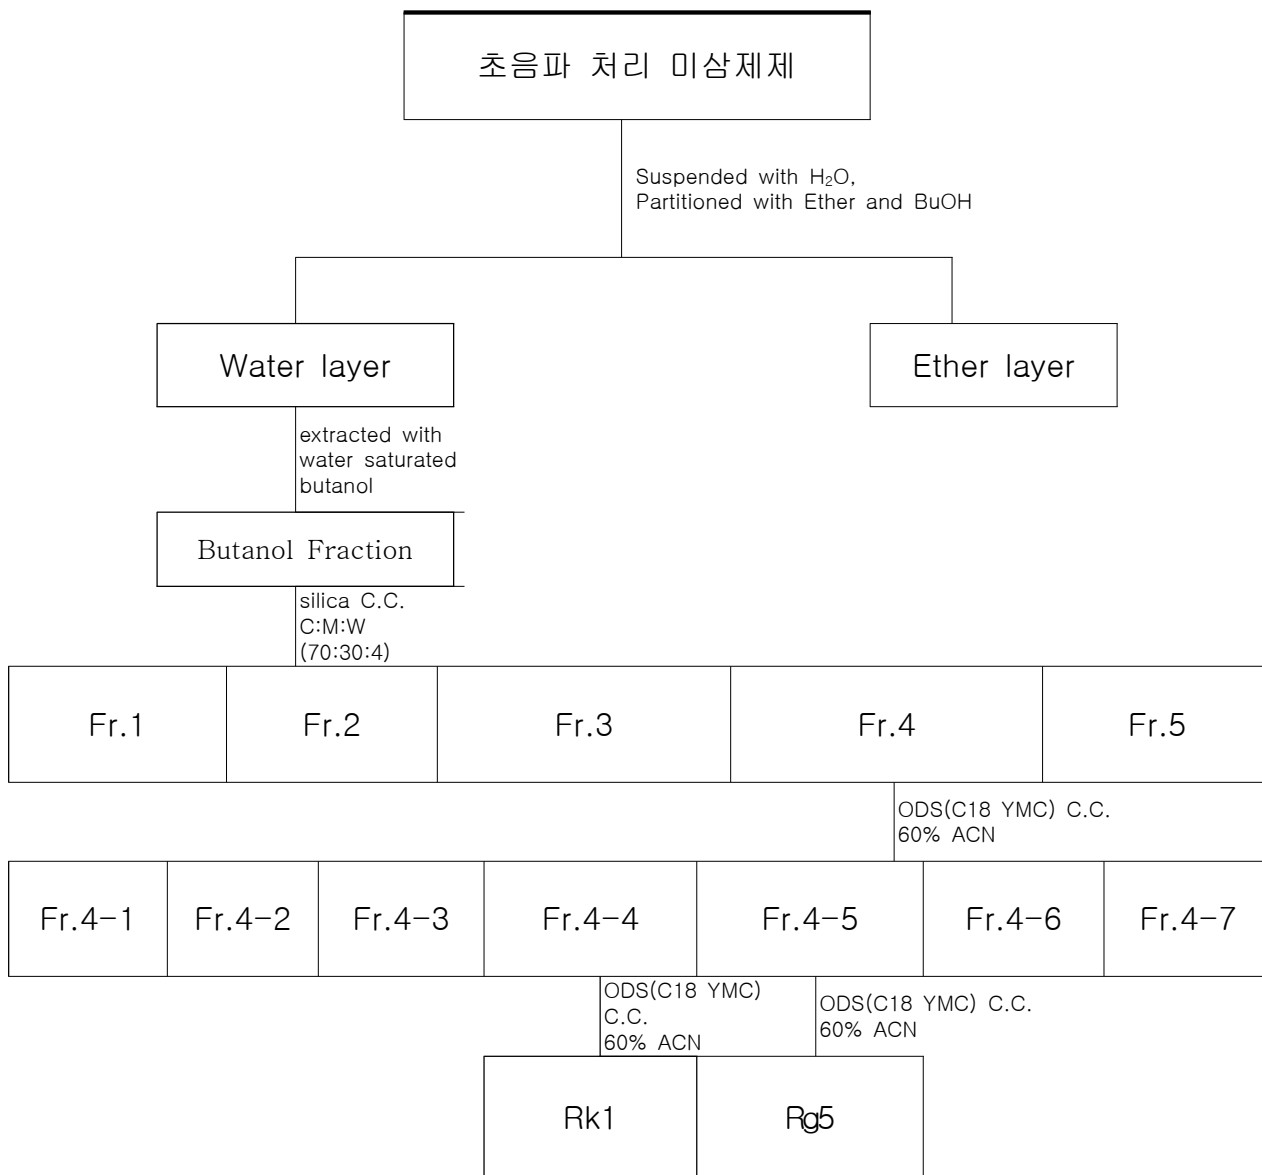 초음파 처리 미삼제제
Suspended with H₂O,
Partitioned with Ether and BuOH
Water layer
Ether layer
extracted with
water saturated
butanol
Butanol Fraction
silica C.C.
C:M:W
(70:30:4)
Fr.1
Fr.2
Fr.3
Fr.4
Fr.5
ODS(C18 YMC) C.C.
60% ACN
Fr.4-1
Fr.4-2
Fr.4-3
Fr.4-4
Fr.4-5
Fr.4-6
Fr.4-7
ODS(C18 YMC)
C.C.
60% ACN
ODS(C18 YMC) C.C.
60% ACN
Rk1
Rg5